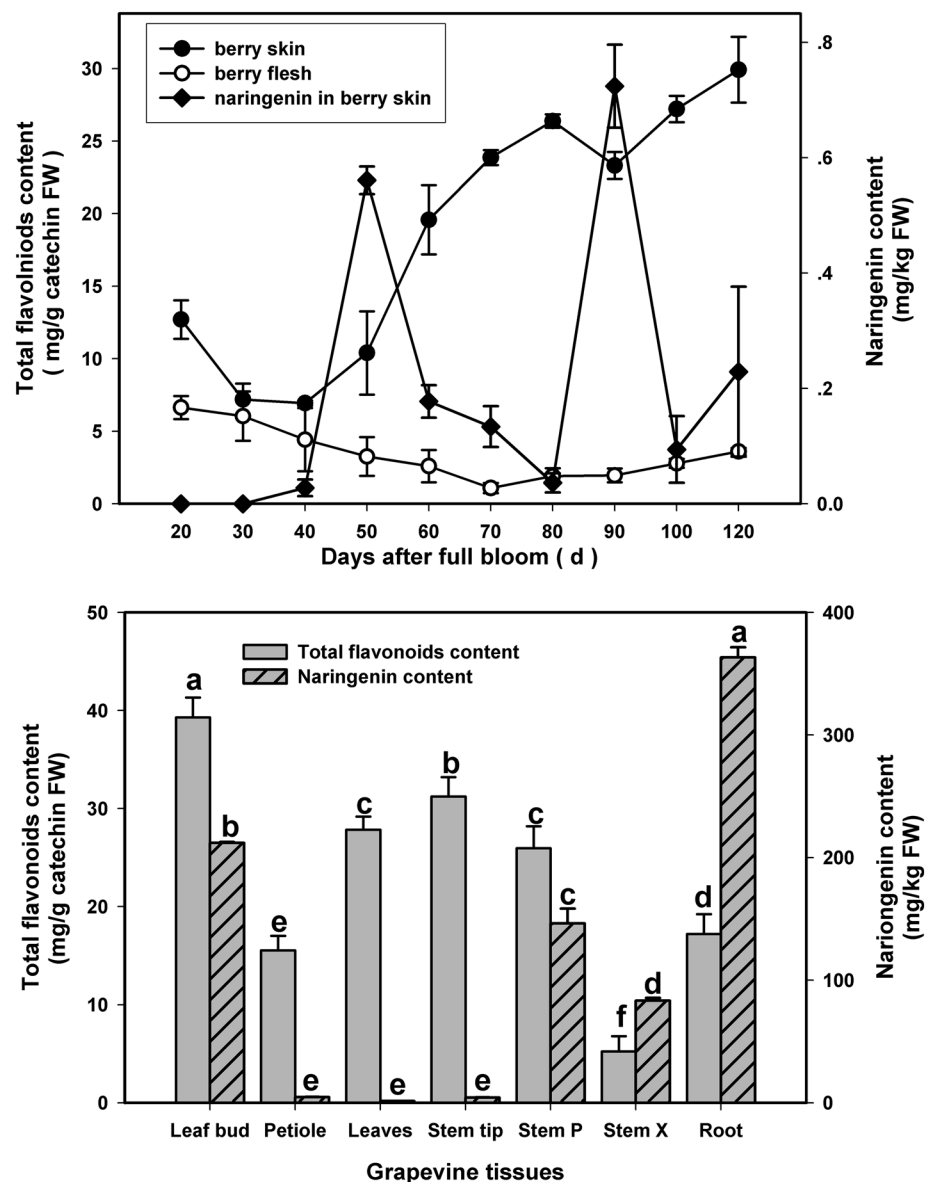 berry skin
berry flesh
naringenin in berry skin
Total flavolniods content
( mg/g catechin FW )
30
25
20
15
10
5
0
.8
.6
.4
0.2
0.0
Naringenin content
(mg/kg FW)
20 30 40 50 60 70 80 90 100 120
Days after full bloom ( d )
Total flavonoids content
(mg/g catechin FW)
50
40
30
20
10
0
Total flavonoids content
Naringenin content
a b e e c e b e c c f d d a
400
300
200
100
0
Nariongenin content
(mg/kg FW)
Leaf bud Petiole Leaves Stem tip Stem P Stem X Root
Grapevine tissues